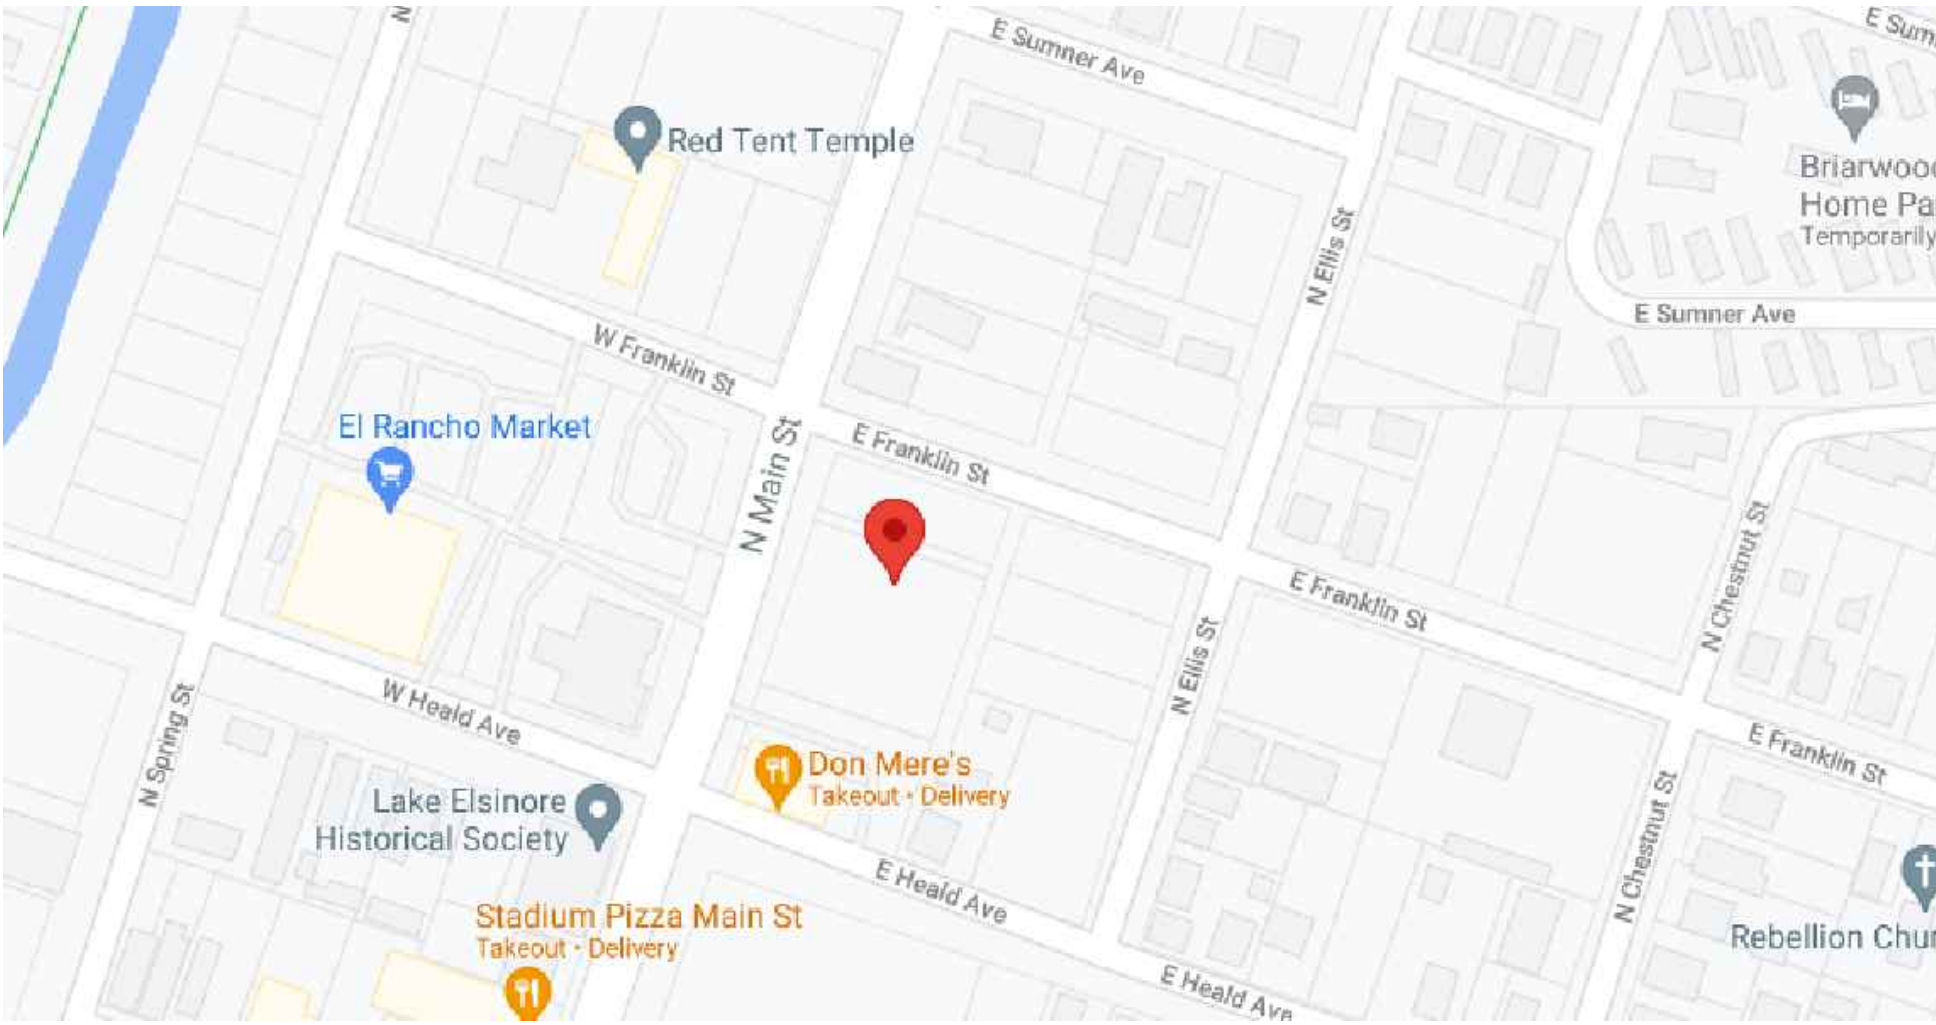 N
E Sumner Ave
E Sum
Red Tent Temple
Briarwood
Home Pa
Temporarily
N Ellis St
E Sumner Ave
W Franklin St
El Rancho Market
E Franklin St
N Main St
N Chestnut St
E Franklin St
N Ellis St
W Heald Ave
N Spring St
E Franklin St
Don Mere's
Takeout • Delivery
Lake Elsinore
Historical Society
N Chestnut St
E Heald Ave
Stadium Pizza Main St
Takeout • Delivery
Rebellion Chur
E Heald Ave